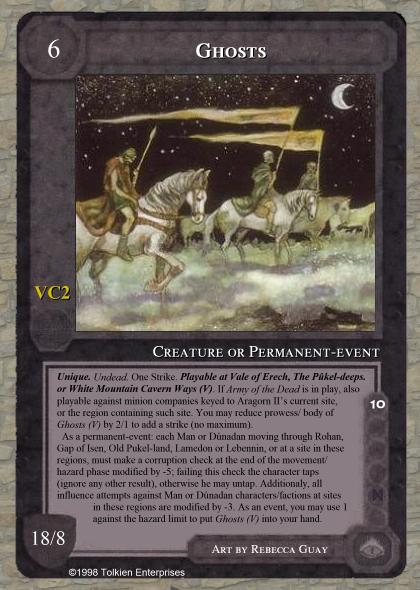 6
Ghosts
VC2
Creature or Permanent-event
Unique. Undead. One Strike. Playable at Vale of Erech, The Pûkel-deeps.
or White Mountain Cavern Ways (V). If Army of the Dead is in play, also
playable against minion companies keyed to Aragorn II's current site,
or the region containing such site. You may reduce prowess/ body of
Ghosts (V) by 2/1 to add a strike (no maximum).
As a permanent-event: each Man or Dúnadan moving through Rohan,
Gap of Isen, Old Pukel-land, Lamedon or Lebennin, or at a site in these
regions, must make a corruption check at the end of the movement/
hazard phase modified by -5; failing this check the character taps
(ignore any other result), otherwise he may untap. Additionaly, all
influence attempts against Man or Dúnadan characters/factions at sites
in these regions are modified by -3. As an event, you may use 1
against the hazard limit to put Ghosts (V) into your hand.
10
18/8
Art by Rebecca Guay
©1998 Tolkien Enterprises